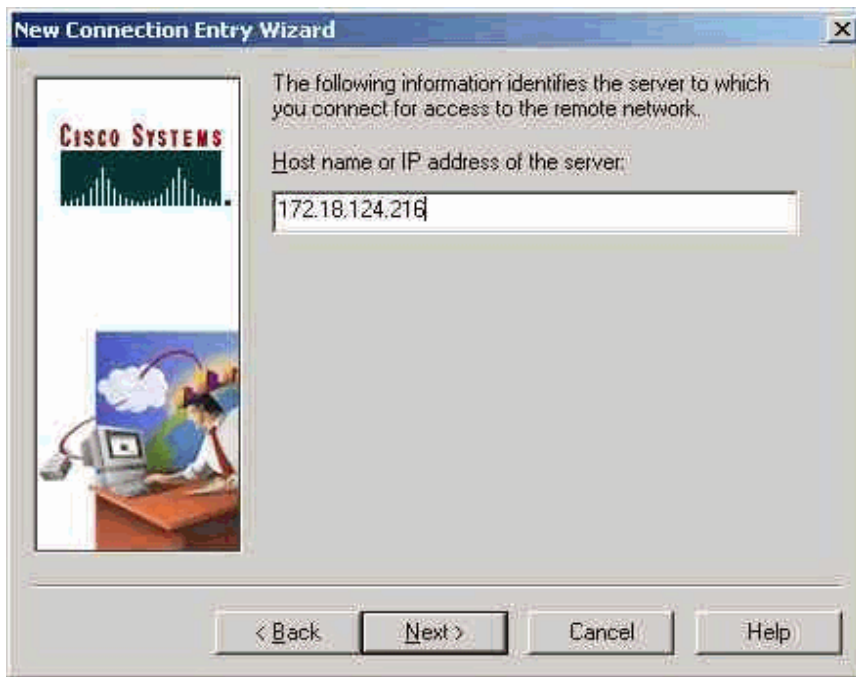 New Connection Entry Wizard
CISCO SYSTEMS
The following information identifies the server to which
you connect for access to the remote network.
Host name or IP address of the server:
172.18.124.216
< Back
Next >
Cancel
Help